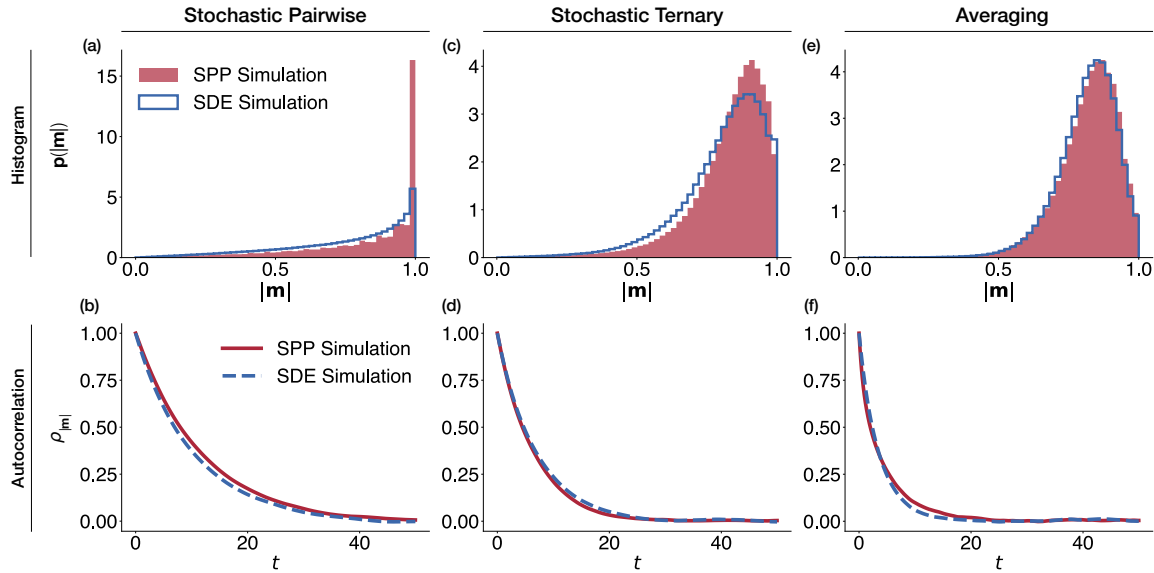 Stochastic Pairwise
Stochastic Ternary
Averaging
Histogram
(a)
(c)
(e)
SPP Simulation
SDE Simulation
p(|m|)
15
10
5
0
0.0 0.5 1.0
|m|
4
3
2
1
0
0.0 0.5 1.0
|m|
4
3
2
1
0
0.0 0.5 1.0
|m|
Autocorrelation
(b)
(d)
(f)
SPP Simulation
SDE Simulation
ρ|m|
1.00
0.75
0.50
0.25
0.00
0 20 40
t
1.00
0.75
0.50
0.25
0.00
0 20 40
t
1.00
0.75
0.50
0.25
0.00
0 20 40
t